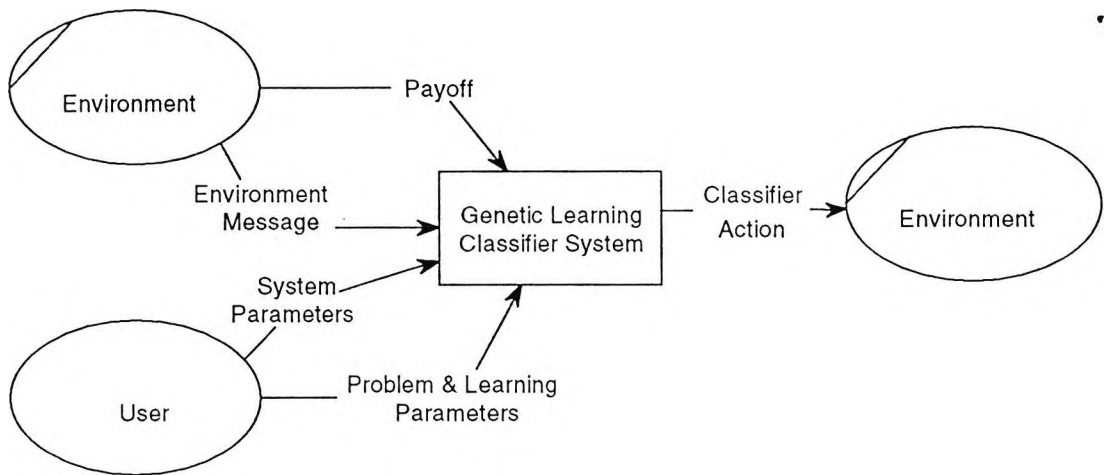 Environment
Payoff
Environment
Message
Genetic Learning
Classifier System
Classifier
Action
Environment
System
Parameters
User
Problem & Learning
Parameters